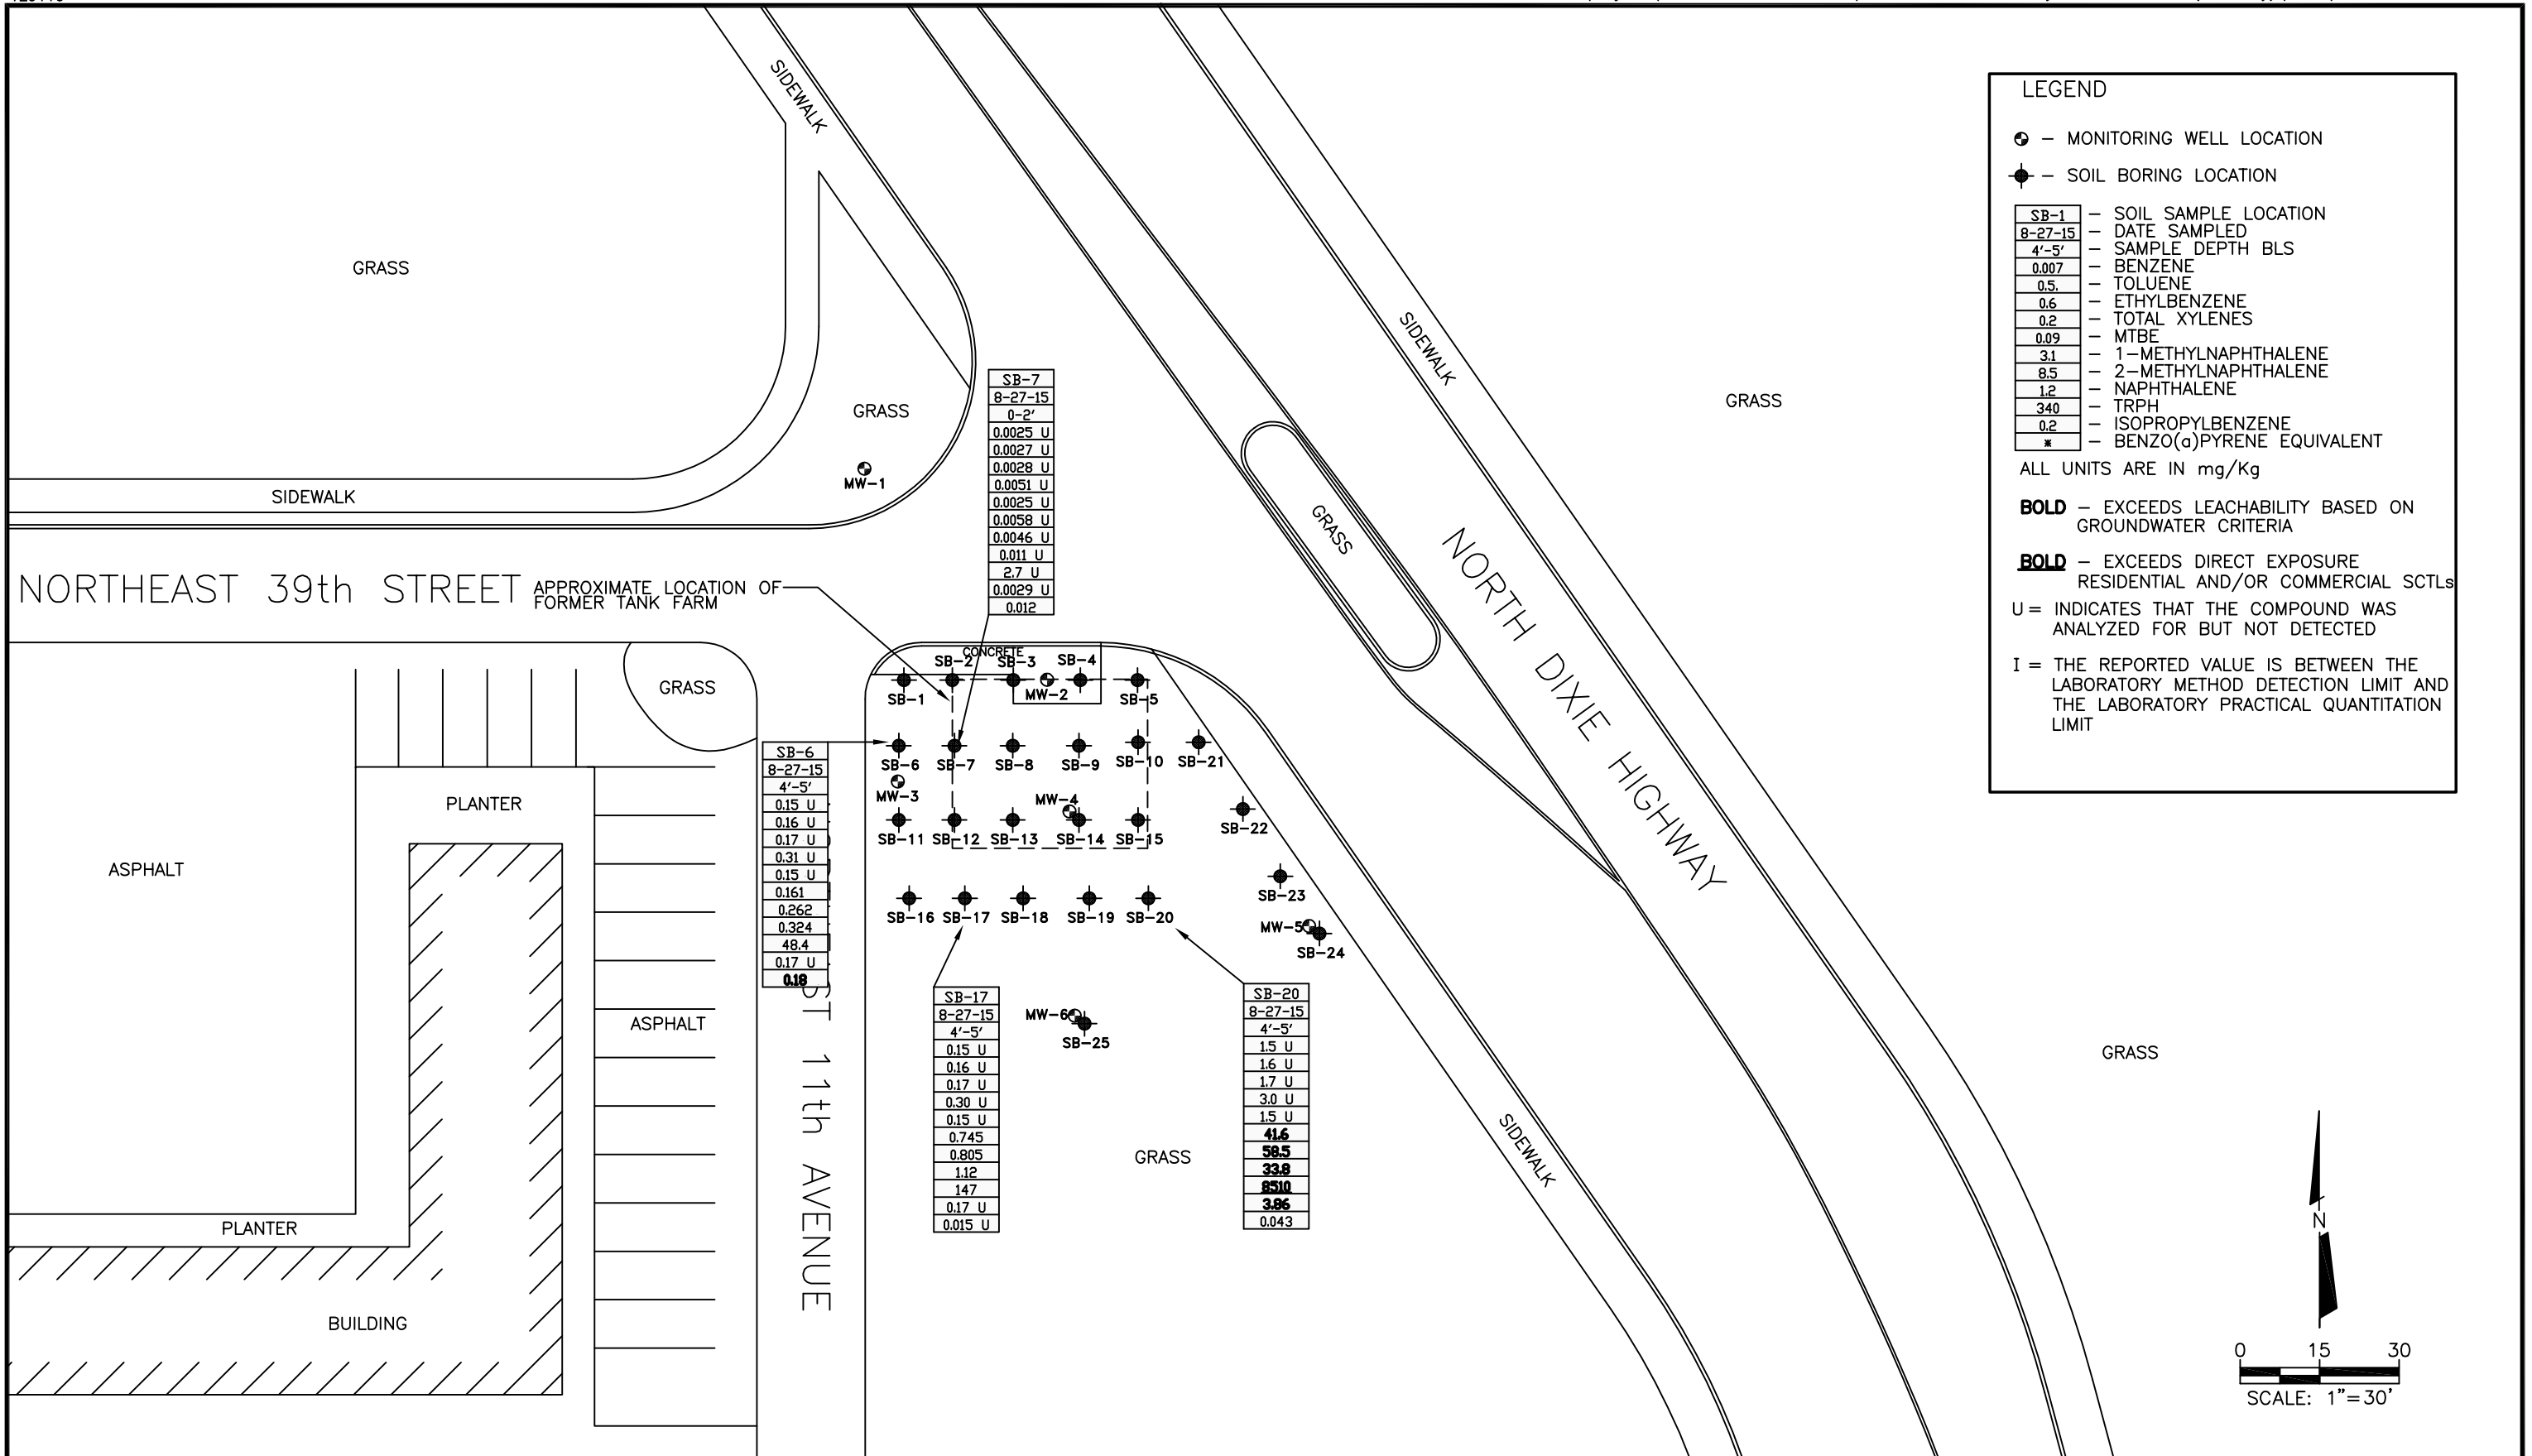 SIDEWALK
GRASS
GRASS
MW-1
SIDEWALK
NORTHEAST 39th STREET
APPROXIMATE LOCATION OF
FORMER TANK FARM
SB-7
8-27-15
0-2'
0.0025 U
0.0027 U
0.0028 U
0.0051 U
0.0025 U
0.0058 U
0.0046 U
0.011 U
2.7 U
0.0029 U
0.012
SIDEWALK
GRASS
GRASS
NORTH DIXIE HIGHWAY
CONCRETE
SB-2
SB-3
SB-4
SB-1
MW-2
SB-5
GRASS
SB-6
SB-7
SB-8
SB-9
SB-10
SB-21
MW-3
MW-4
SB-22
SB-11
SB-12
SB-13
SB-14
SB-15
SB-23
SB-16
SB-17
SB-18
SB-19
SB-20
MW-5
SB-24
MW-6
SB-25
SB-6
8-27-15
4'-5'
0.15 U
0.16 U
0.17 U
0.31 U
0.15 U
0.161
0.262
0.324
48.4
0.17 U
0.18
PLANTER
ASPHALT
ASPHALT
ST 11th AVENUE
SB-17
8-27-15
4'-5'
0.15 U
0.16 U
0.17 U
0.30 U
0.15 U
0.745
0.805
1.12
147
0.17 U
0.015 U
SB-20
8-27-15
4'-5'
1.5 U
1.6 U
1.7 U
3.0 U
1.5 U
41.6
58.5
33.8
8510
3.86
0.043
GRASS
SIDEWALK
PLANTER
BUILDING
GRASS
LEGEND
– MONITORING WELL LOCATION
– SOIL BORING LOCATION
SB-1 – SOIL SAMPLE LOCATION
8-27-15 – DATE SAMPLED
4'-5' – SAMPLE DEPTH BLS
0.007 – BENZENE
0.5. – TOLUENE
0.6 – ETHYLBENZENE
0.2 – TOTAL XYLENES
0.09 – MTBE
3.1 – 1-METHYLNAPHTHALENE
8.5 – 2-METHYLNAPHTHALENE
1.2 – NAPHTHALENE
340 – TRPH
0.2 – ISOPROPYLBENZENE
* – BENZO(a)PYRENE EQUIVALENT
ALL UNITS ARE IN mg/Kg
BOLD – EXCEEDS LEACHABILITY BASED ON
GROUNDWATER CRITERIA
BOLD – EXCEEDS DIRECT EXPOSURE
RESIDENTIAL AND/OR COMMERCIAL SCTLs
U = INDICATES THAT THE COMPOUND WAS
ANALYZED FOR BUT NOT DETECTED
I = THE REPORTED VALUE IS BETWEEN THE
LABORATORY METHOD DETECTION LIMIT AND
THE LABORATORY PRACTICAL QUANTITATION
LIMIT
N
0 15 30
SCALE: 1"=30'